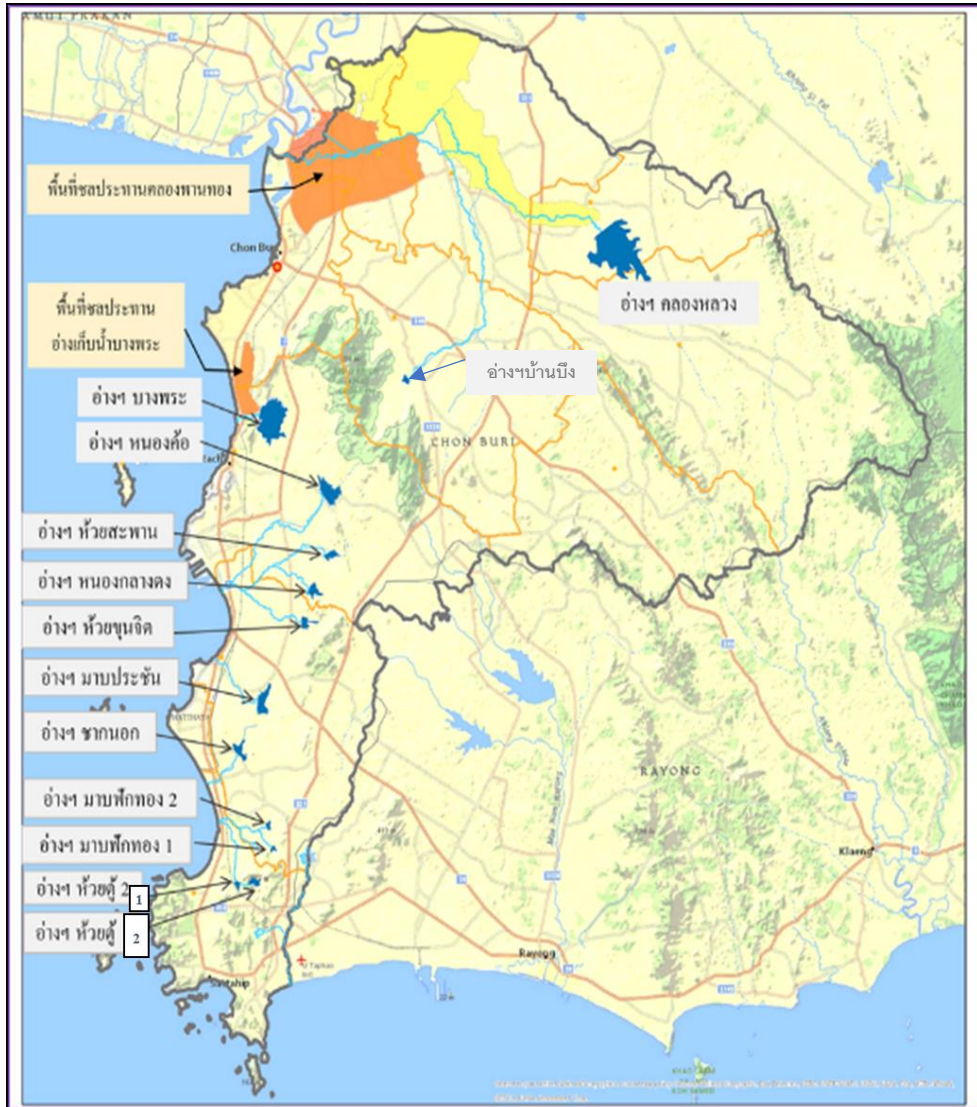 AMUT PRAKAN
พื้นที่ชลประทานคลองพานทอง
Chon Bur
พื้นที่ชลประทาน
อ่างเก็บน้ำบางพระ
อ่างฯ คลองหลวง
อ่างฯบ้านบึง
อ่างฯ บางพระ
อ่างฯ หนองค้อ
CHON BURI
อ่างฯ ห้วยสะพาน
อ่างฯ หนองกลางดง
อ่างฯ ห้วยขุนจิต
อ่างฯ มาบประชัน
อ่างฯ ชากนอก
RAYONG
อ่างฯ มาบฟักทอง 2
อ่างฯ มาบฟักทอง 1
Klaeng
อ่างฯ ห้วยตู้ 2
1
อ่างฯ ห้วยตู้
2
Rayong
U Taphao
Sattahip